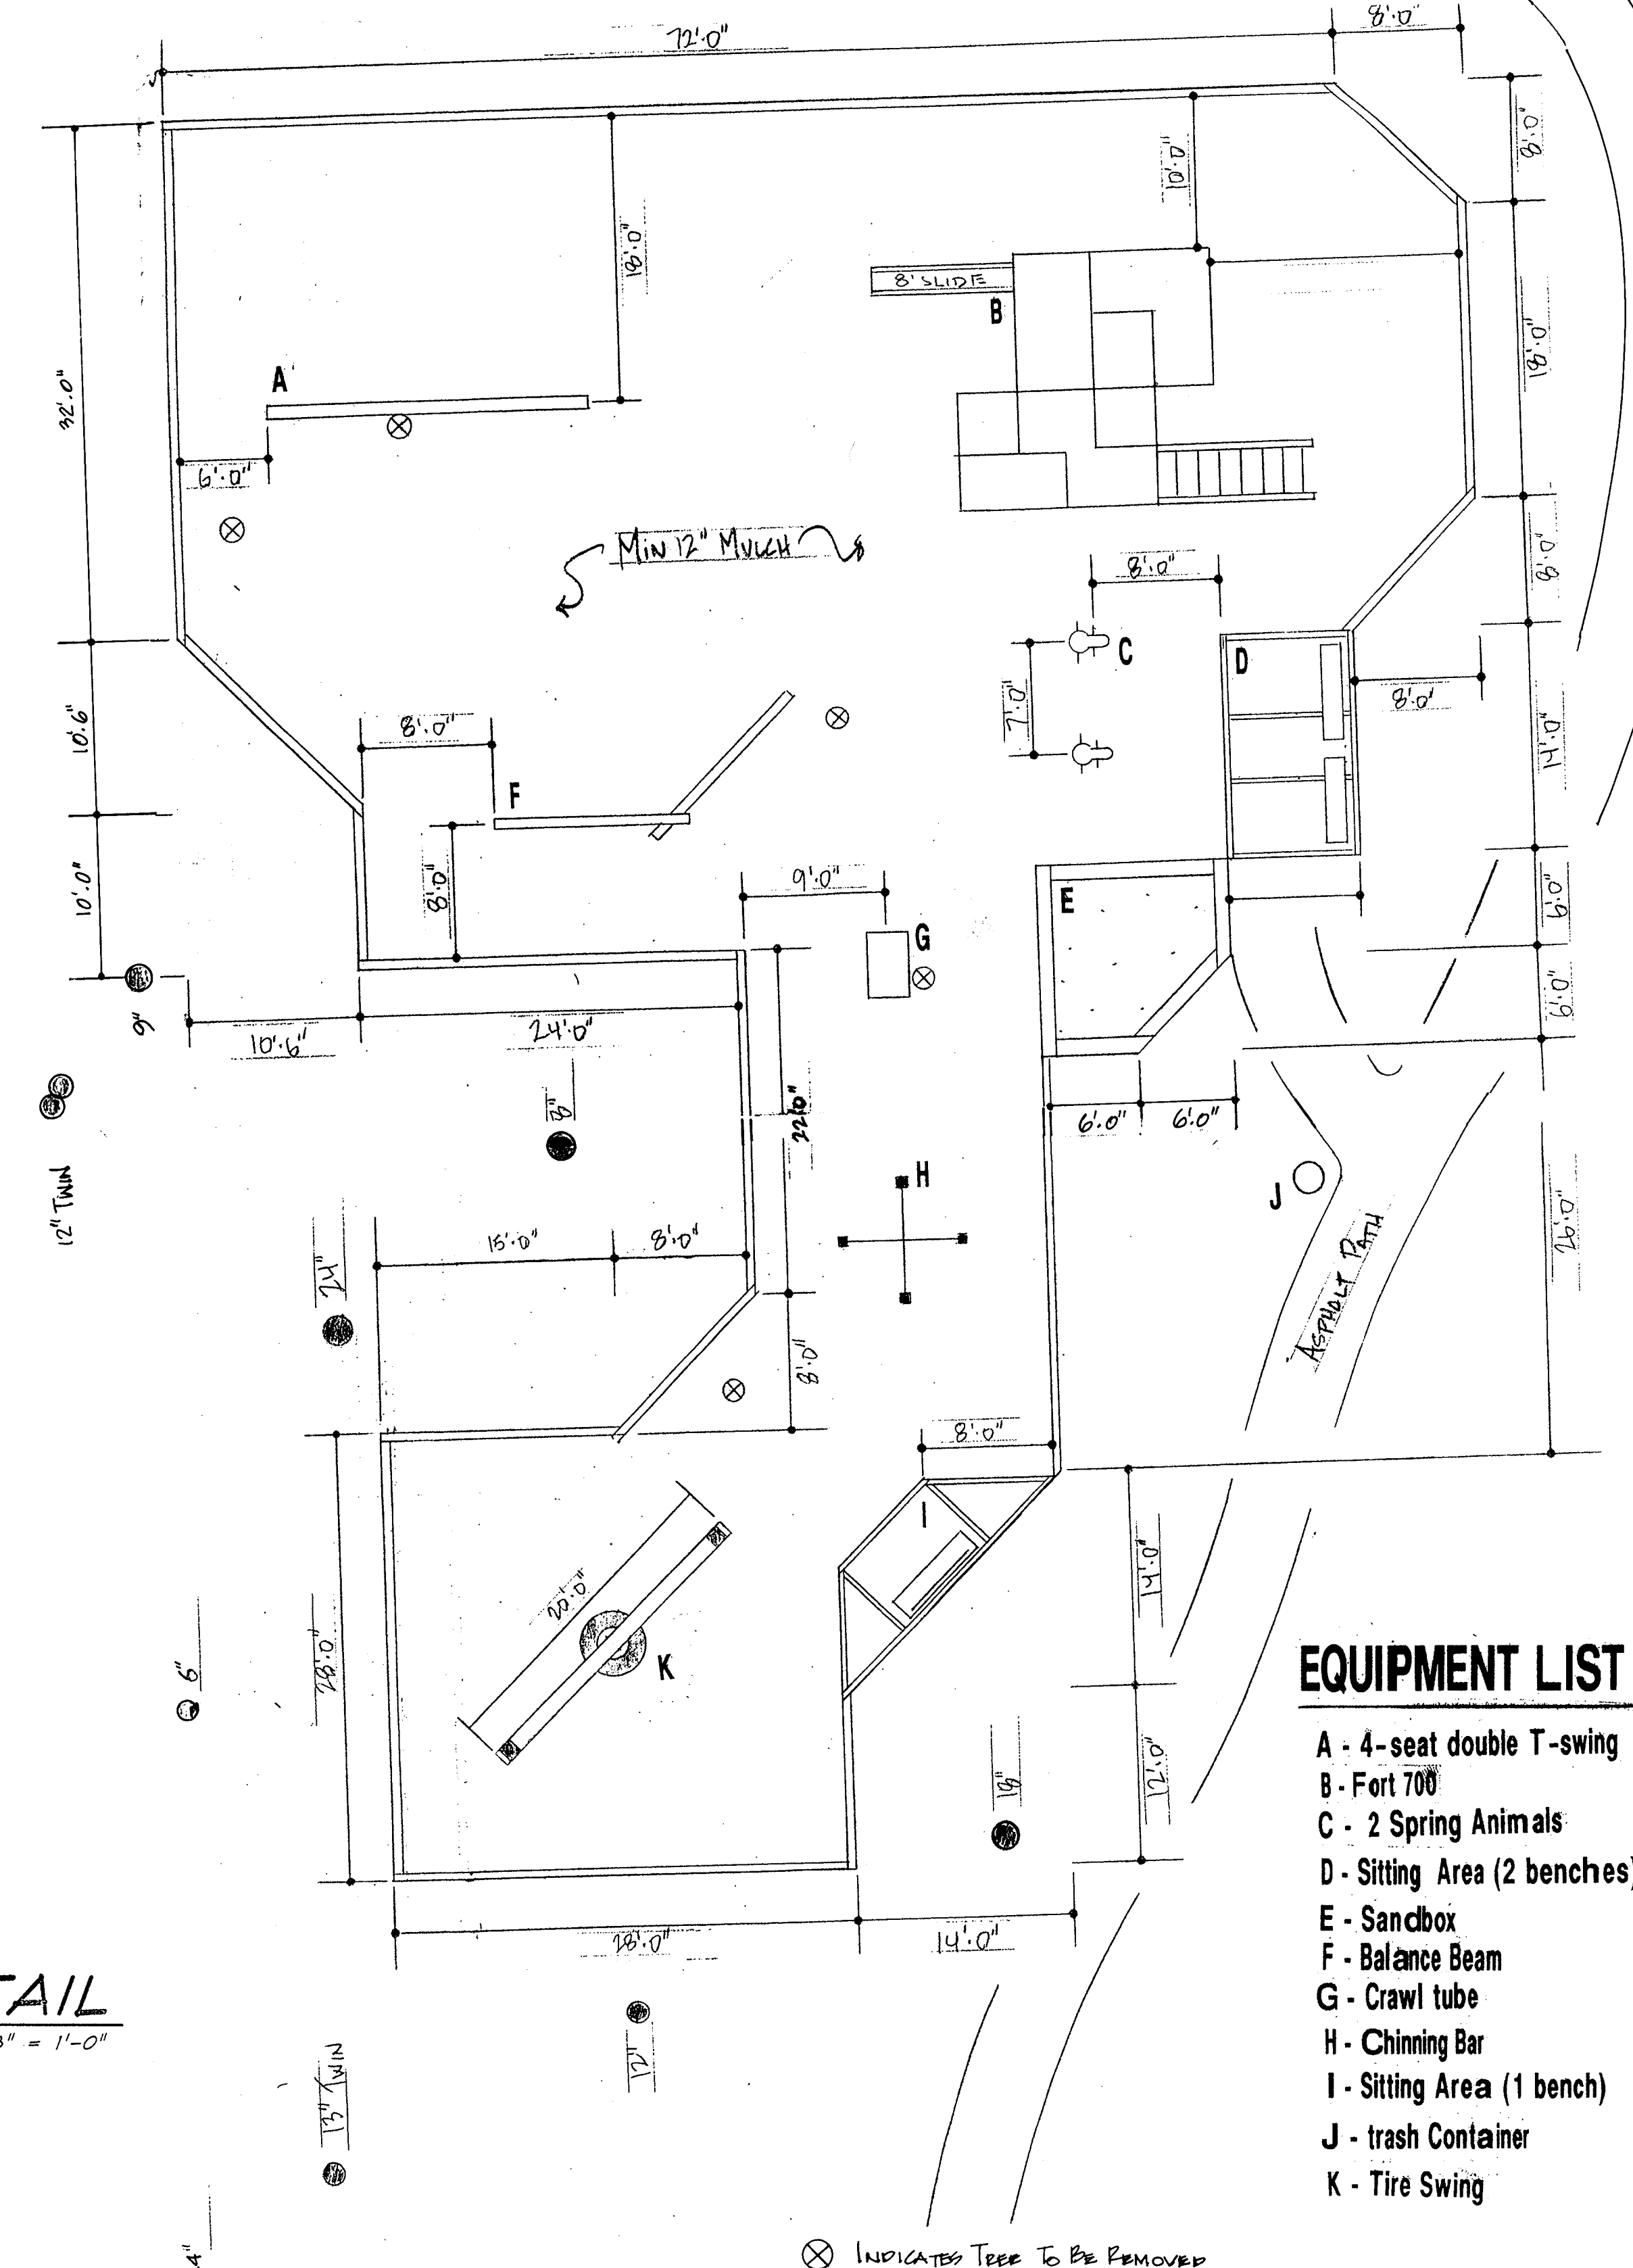 72'.0"
8'.0"
8'.0"
10'.0"
18'.0"
8' SLIDE
B
18'.0"
A
32'.0"
6'.0"
MIN 12" MULCH
8'.0"
8'.0"
C
D
7'.0"
8'.0"
10'.6"
8'.0"
14'.0"
F
10'.0"
8'.0"
9'.0"
E
G
6'.0"
6'.0"
9"
10'.6"
24'.0"
8"
22'.0"
6'.0"
6'.0"
12" TWIN
H
J
26'.0"
24"
15'.0"
8'.0"
ASPHALT PATH
8'.0"
8'.0"
I
14'.0"
20'.0"
K
28'.0"
6"
18"
12'.0"
28'.0"
14'.0"
EQUIPMENT LIST
A - 4-seat double T-swing
B - Fort 700
C - 2 Spring Animals
D - Sitting Area (2 benches)
E - Sandbox
F - Balance Beam
G - Crawl tube
H - Chinning Bar
I - Sitting Area (1 bench)
J - trash Container
K - Tire Swing
TAIL
" = 1'-0"
12"
13" TWIN
4"
INDICATES TREE TO BE REMOVED